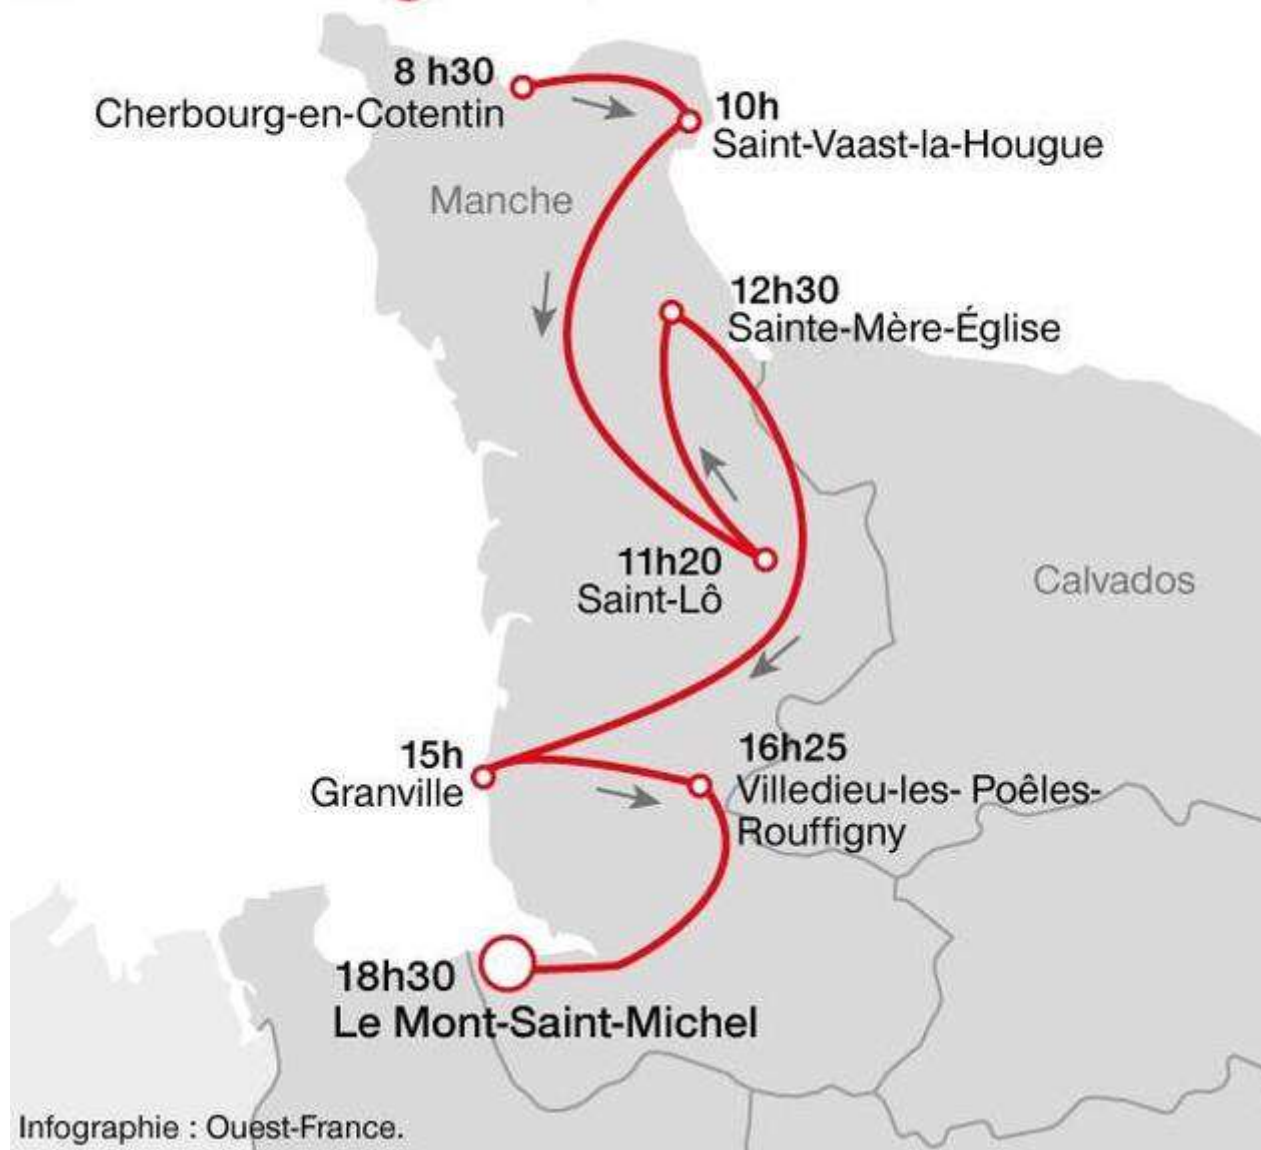 8 h30
Cherbourg-en-Cotentin
10h
Saint-Vaast-la-Hougue
Manche
12h30
Sainte-Mère-Église
11h20
Saint-Lô
Calvados
15h
Granville
16h25
Villedieu-les- Poêles-
Rouffigny
18h30
Le Mont-Saint-Michel
Infographie : Ouest-France.